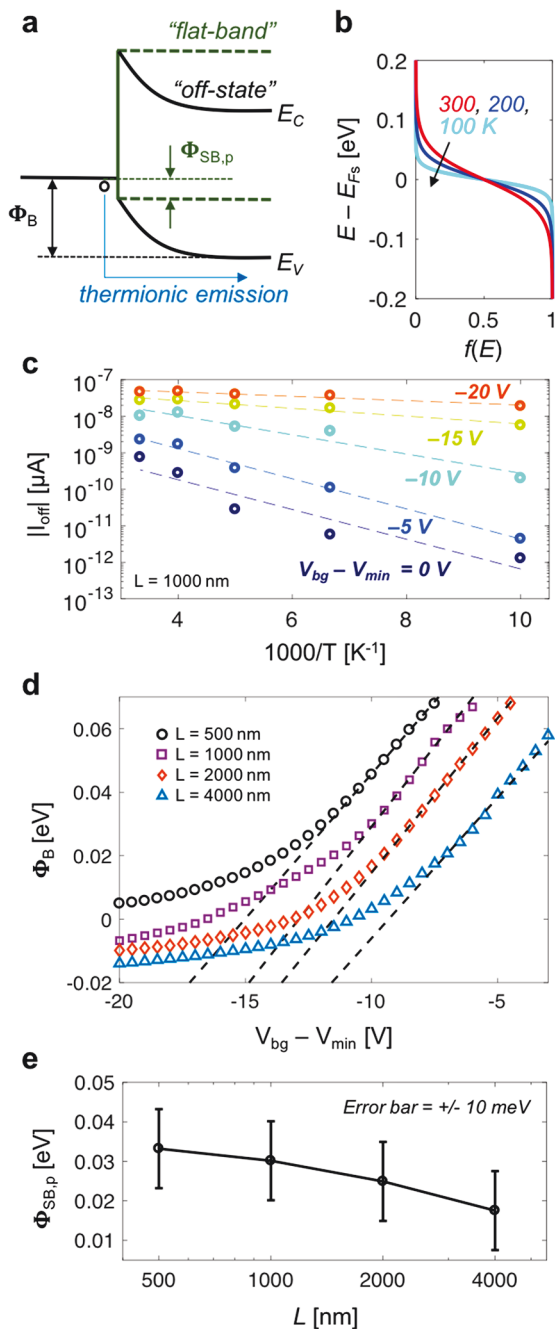 a
"flat-band"
"off-state"
E_C
Φ_SB,p
Φ_B
E_V
thermionic emission
b
0.2
0.1
0
-0.1
-0.2
E − E_Fs [eV]
300, 200,
100 K
0 0.5 1
f(E)
c
10^-7
10^-8
10^-9
10^-10
10^-11
10^-12
10^-13
|I_off| [µA]
–20 V
–15 V
–10 V
–5 V
V_bg – V_min = 0 V
L = 1000 nm
4 5 6 7 8 9 10
1000/T [K^-1]
d
0.06
0.04
0.02
0
-0.02
Φ_B [eV]
L = 500 nm
L = 1000 nm
L = 2000 nm
L = 4000 nm
-20 -15 -10 -5
V_bg – V_min [V]
e
0.05
0.04
0.03
0.02
0.01
Φ_SB,p [eV]
Error bar = +/- 10 meV
500 1000 2000 4000
L [nm]